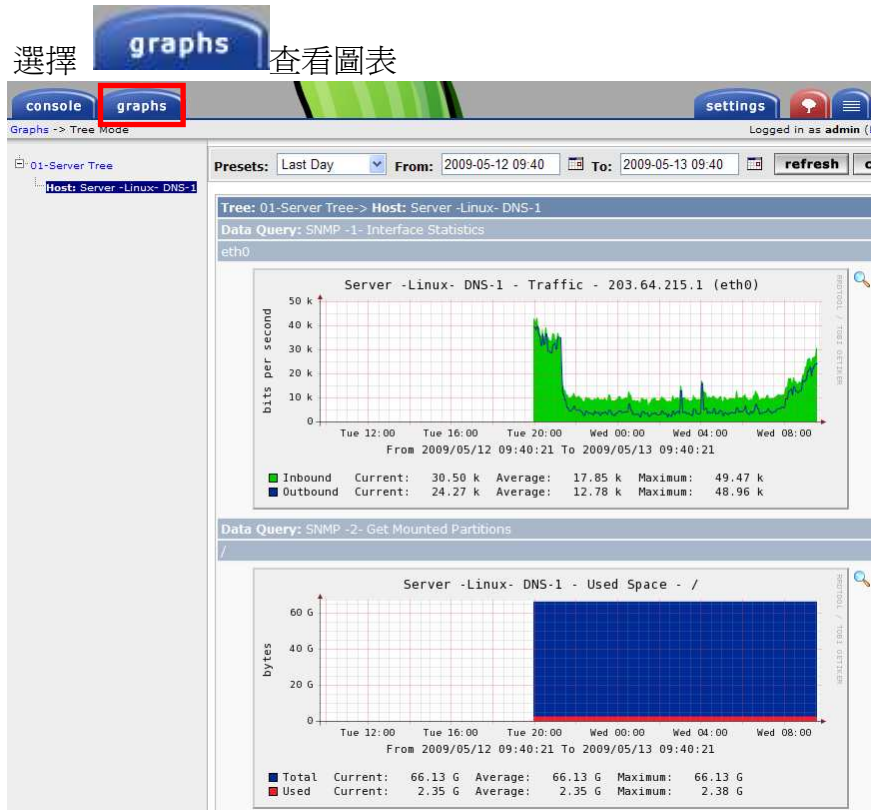 選擇 graphs 查看圖表
console graphs settings
Graphs -> Tree Mode Logged in as admin (
01-Server Tree
Host: Server -Linux- DNS-1
Presets: Last Day From: 2009-05-12 09:40 To: 2009-05-13 09:40 refresh c
Tree: 01-Server Tree-> Host: Server -Linux- DNS-1
Data Query: SNMP -1- Interface Statistics
eth0
Server -Linux- DNS-1 - Traffic - 203.64.215.1 (eth0)
RRDTOOL / TOBI OETIKER
bits per second
50 k
40 k
30 k
20 k
10 k
0
Tue 12:00 Tue 16:00 Tue 20:00 Wed 00:00 Wed 04:00 Wed 08:00
From 2009/05/12 09:40:21 To 2009/05/13 09:40:21
Inbound Current: 30.50 k Average: 17.85 k Maximum: 49.47 k
Outbound Current: 24.27 k Average: 12.78 k Maximum: 48.96 k
Data Query: SNMP -2- Get Mounted Partitions
/
Server -Linux- DNS-1 - Used Space - /
RRDTOOL / TOBI OETIKER
bytes
60 G
40 G
20 G
0
Tue 12:00 Tue 16:00 Tue 20:00 Wed 00:00 Wed 04:00 Wed 08:00
From 2009/05/12 09:40:21 To 2009/05/13 09:40:21
Total Current: 66.13 G Average: 66.13 G Maximum: 66.13 G
Used Current: 2.35 G Average: 2.35 G Maximum: 2.38 G